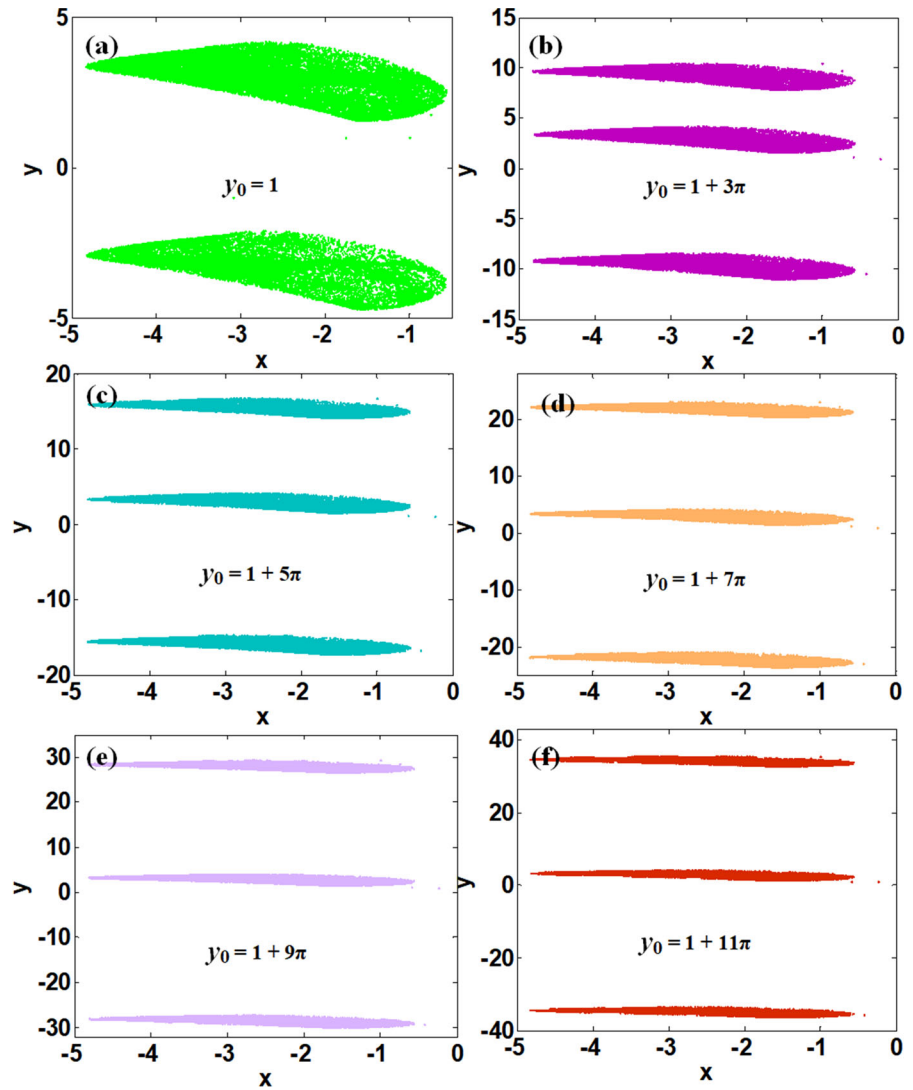 (a)
5
0
-5
y
y0 = 1
-5
-4
-3
-2
-1
x
(b)
15
10
5
0
-5
-10
-15
y
y0 = 1 + 3π
-5
-4
-3
-2
-1
0
x
(c)
20
10
0
-10
-20
y
y0 = 1 + 5π
-5
-4
-3
-2
-1
0
x
(d)
20
10
0
-10
-20
y
y0 = 1 + 7π
-5
-4
-3
-2
-1
0
x
(e)
30
20
10
0
-10
-20
-30
y
y0 = 1 + 9π
-5
-4
-3
-2
-1
0
x
(f)
40
20
0
-20
-40
y
y0 = 1 + 11π
-5
-4
-3
-2
-1
0
x